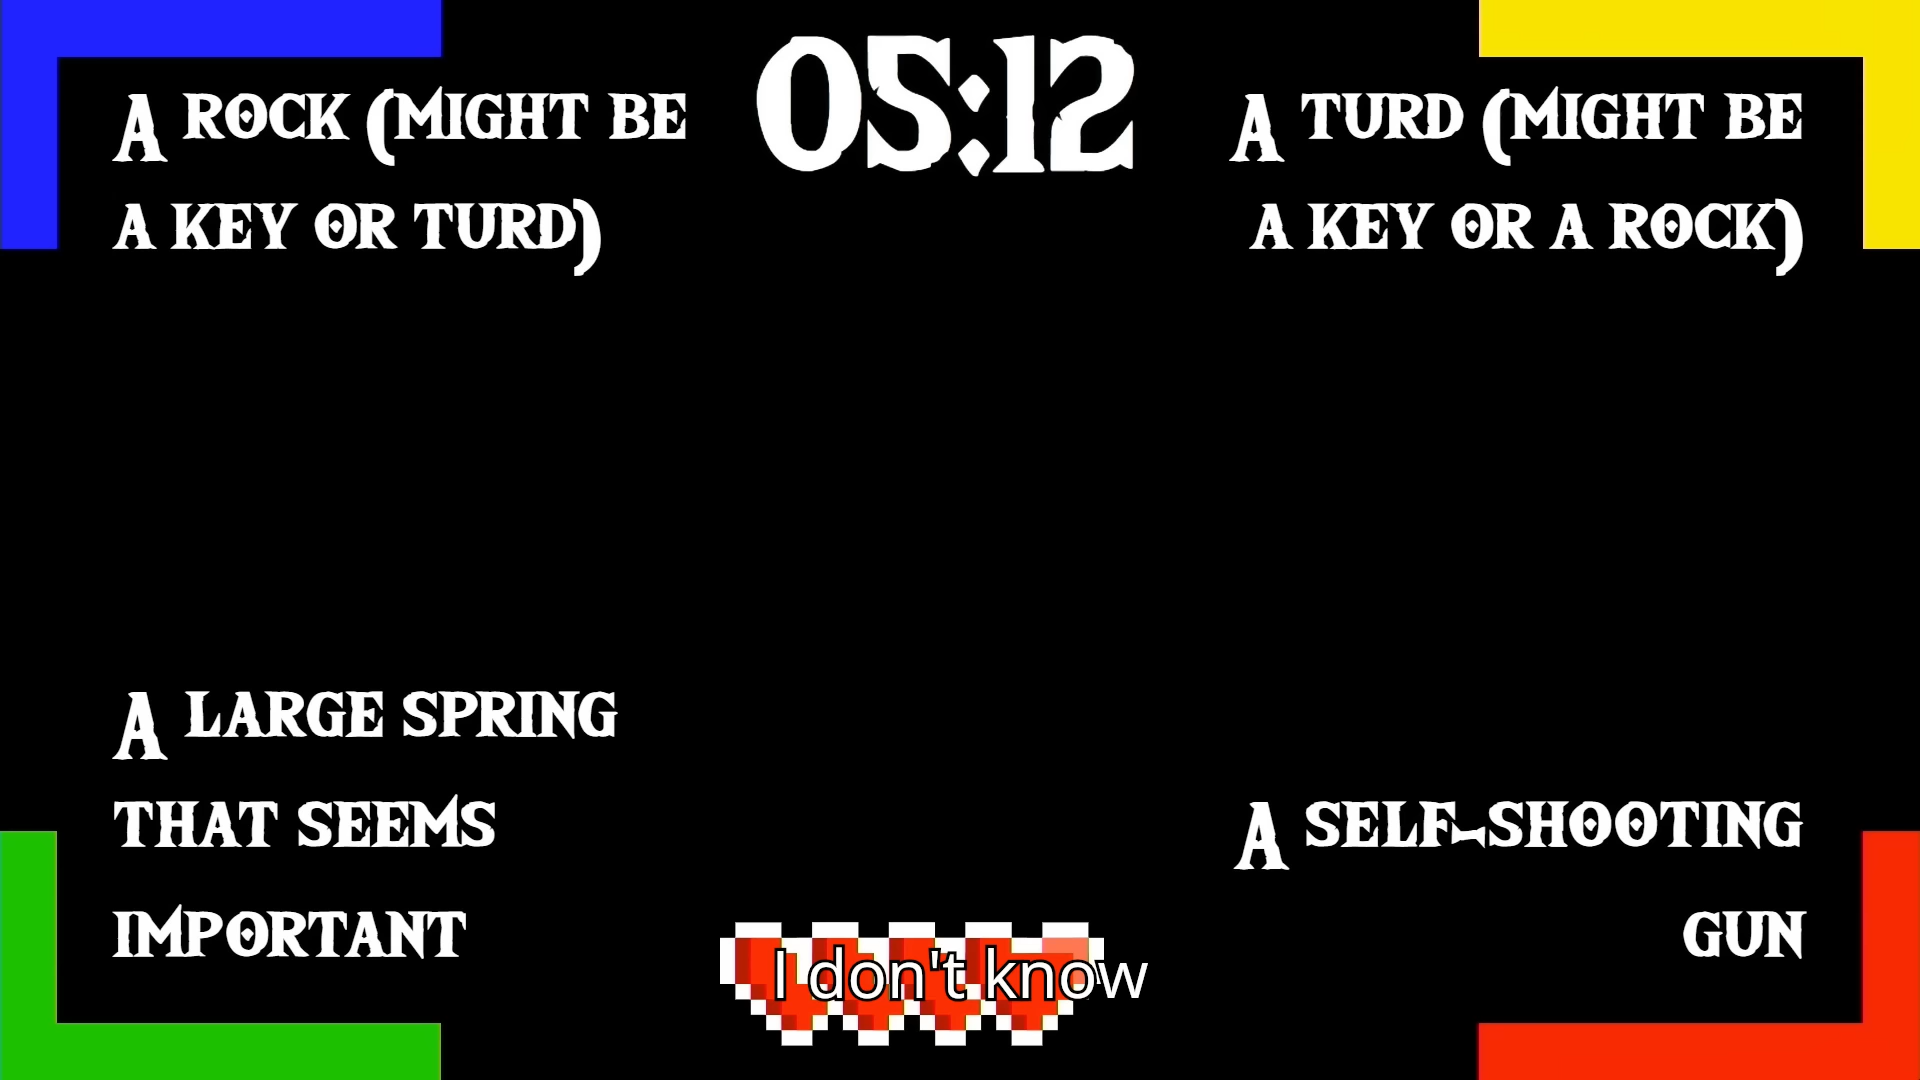 05:12
A ROCK (MIGHT BE
A KEY OR TURD)
A TURD (MIGHT BE
A KEY OR A ROCK)
A LARGE SPRING
THAT SEEMS
IMPORTANT
A SELF-SHOOTING
GUN
I don't know